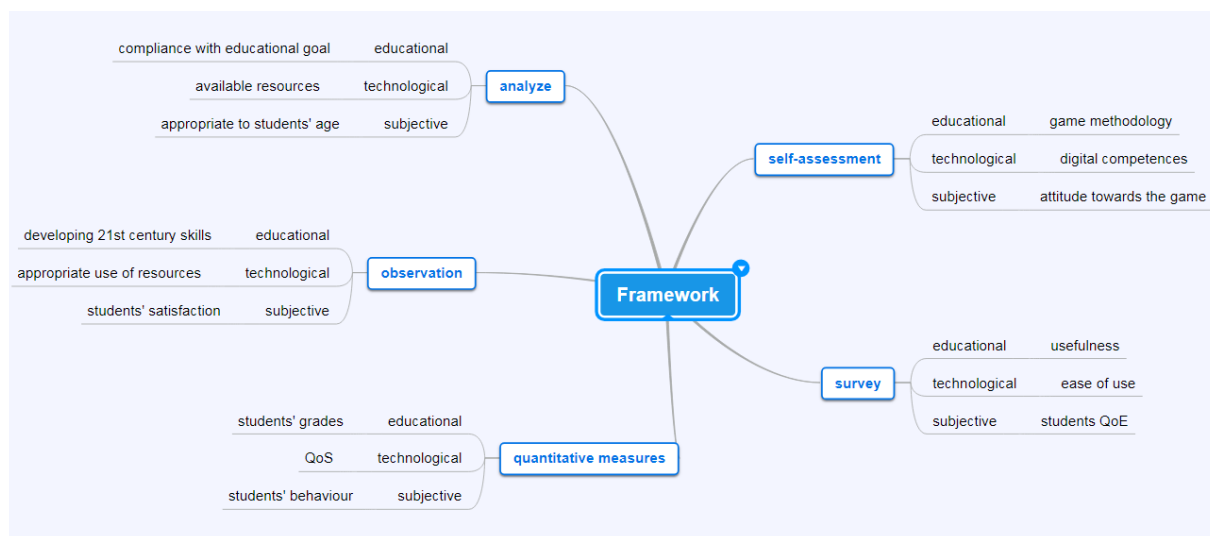 compliance with educational goal educational
available resources technological
appropriate to students' age subjective
analyze
self-assessment
educational game methodology
technological digital competences
subjective attitude towards the game
developing 21st century skills educational
appropriate use of resources technological
students' satisfaction subjective
observation
Framework
survey
educational usefulness
technological ease of use
subjective students QoE
students' grades educational
QoS technological
students' behaviour subjective
quantitative measures